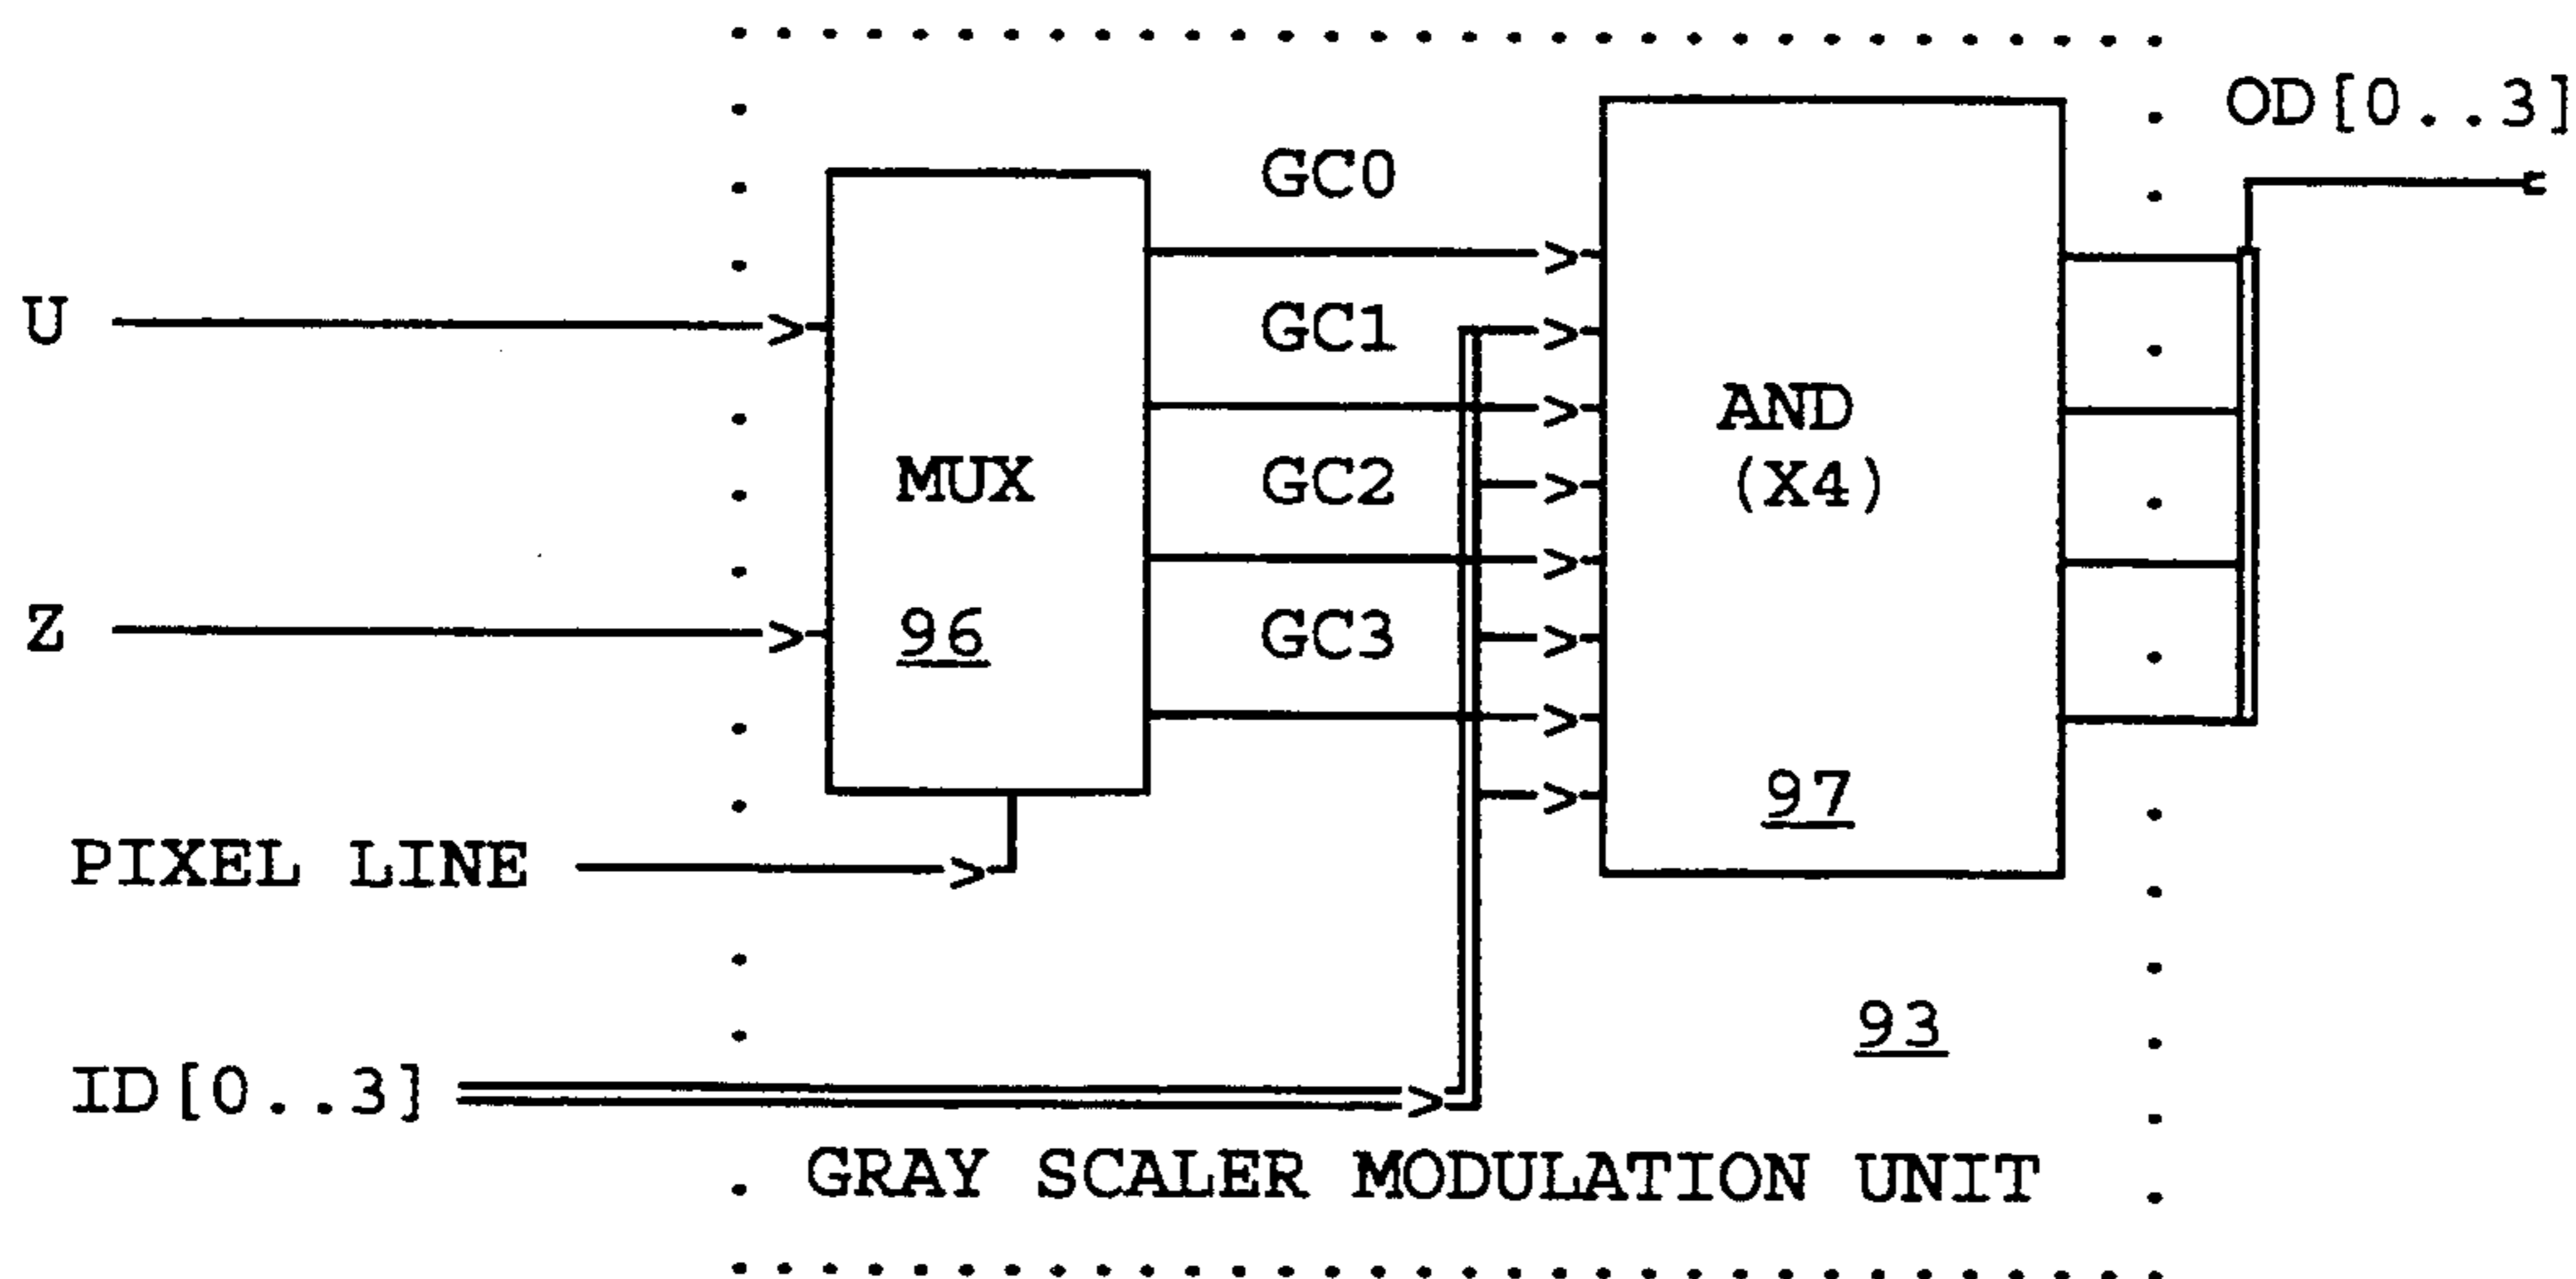 OD[0..3]
GC0
U
GC1
AND
(X4)
MUX
GC2
Z
96
GC3
97
PIXEL LINE
93
ID[0..3]
GRAY SCALER MODULATION UNIT